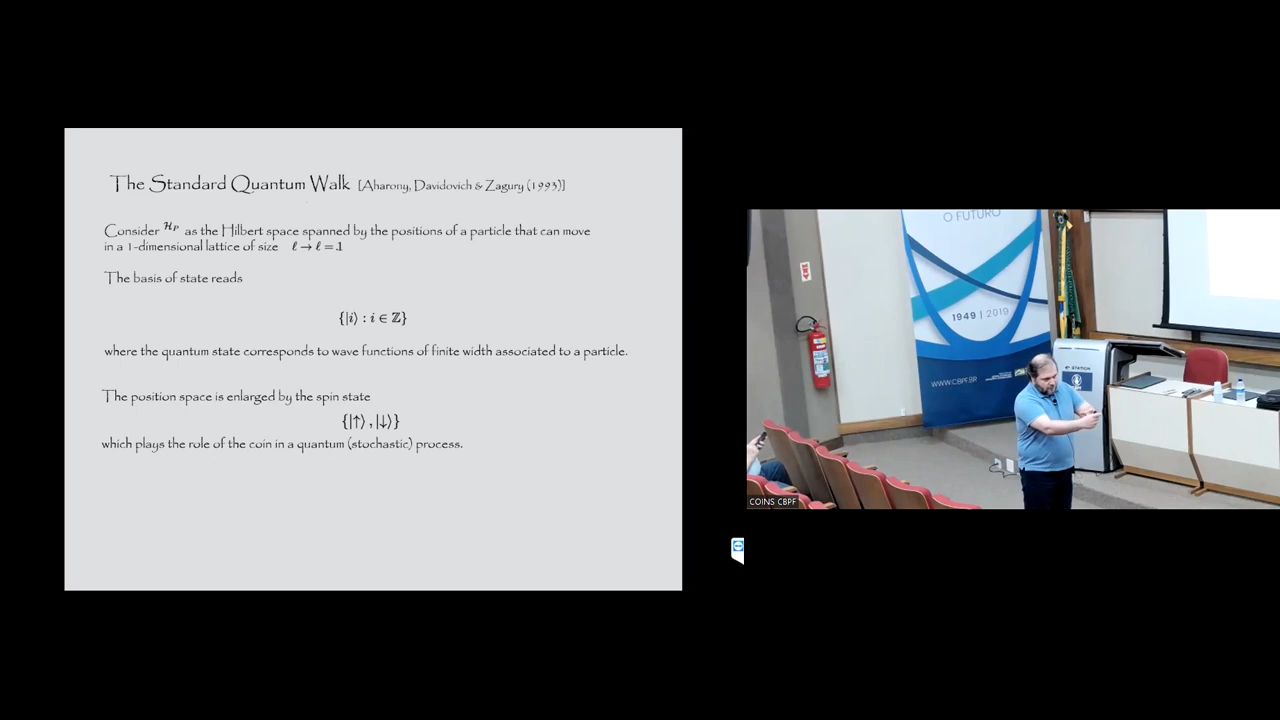 The Standard Quantum Walk [Aharony, Davidovich & Zagury (1993)]
Consider ℋ_P as the Hilbert space spanned by the positions of a particle that can move
in a 1-dimensional lattice of size ℓ → ℓ = 1
The basis of state reads
{|i⟩ : i ∈ ℤ}
where the quantum state corresponds to wave functions of finite width associated to a particle.
The position space is enlarged by the spin state
{|↑⟩ , |↓⟩}
which plays the role of the coin in a quantum (stochastic) process.
O FUTURO
1949 | 2019
WWW.CBPF.BR
COINS CBPF